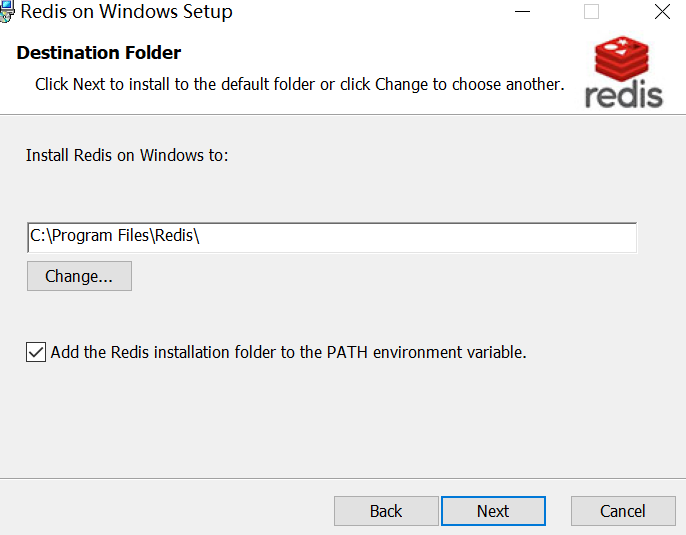 Redis on Windows Setup
Destination Folder
Click Next to install to the default folder or click Change to choose another.
redis
Install Redis on Windows to:
C:\Program Files\Redis\
Change...
Add the Redis installation folder to the PATH environment variable.
Back
Next
Cancel